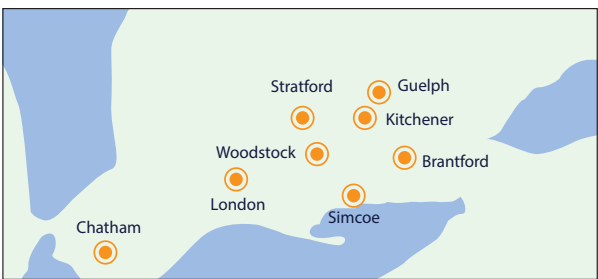 Stratford
Guelph
Kitchener
Woodstock
Brantford
London
Simcoe
Chatham